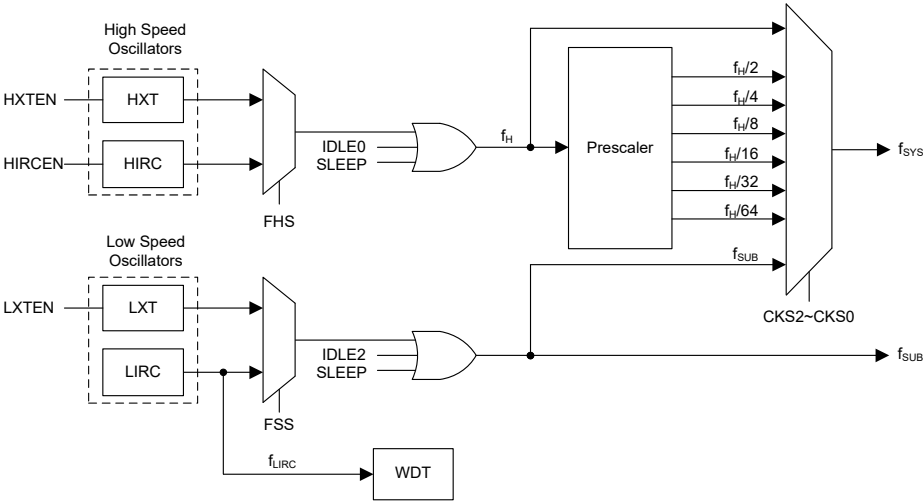 High Speed
Oscillators
HXTEN
HXT
HIRCEN
HIRC
FHS
IDLE0
SLEEP
fH
Prescaler
fH/2
fH/4
fH/8
fH/16
fH/32
fH/64
fSUB
CKS2~CKS0
fSYS
Low Speed
Oscillators
LXTEN
LXT
LIRC
FSS
IDLE2
SLEEP
fSUB
fLIRC
WDT